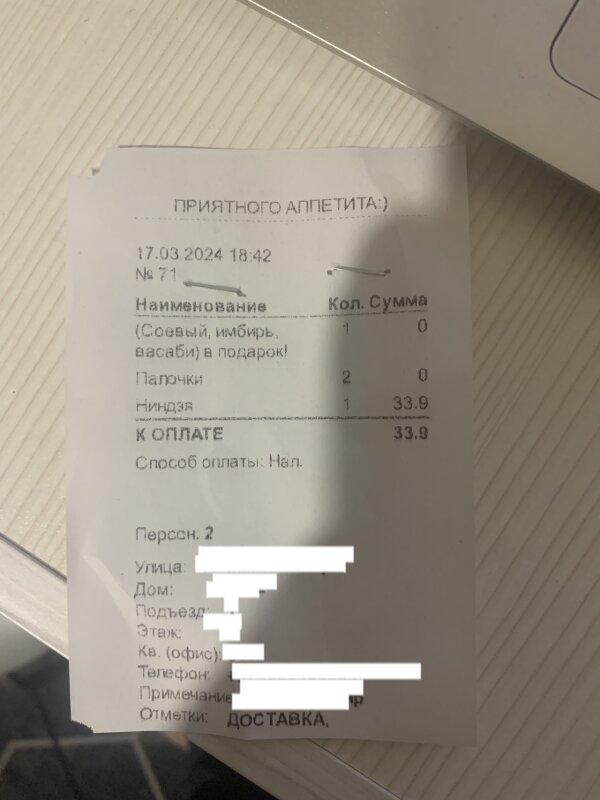 ПРИЯТНОГО АППЕТИТА:)
17.03.2024 18:42
№ 71
Наименование Кол. Сумма
(Соевый, имбирь, 1 0
васаби) в подарок!
Палочки 2 0
Ниндзя 1 33.9
К ОПЛАТЕ 33.9
Способ оплаты: Нал.
Персон. 2
Улица:
Дом:
Подъезд:
Этаж:
Кв. (офис):
Телефон:
Примечание
Отметки: ДОСТАВКА,